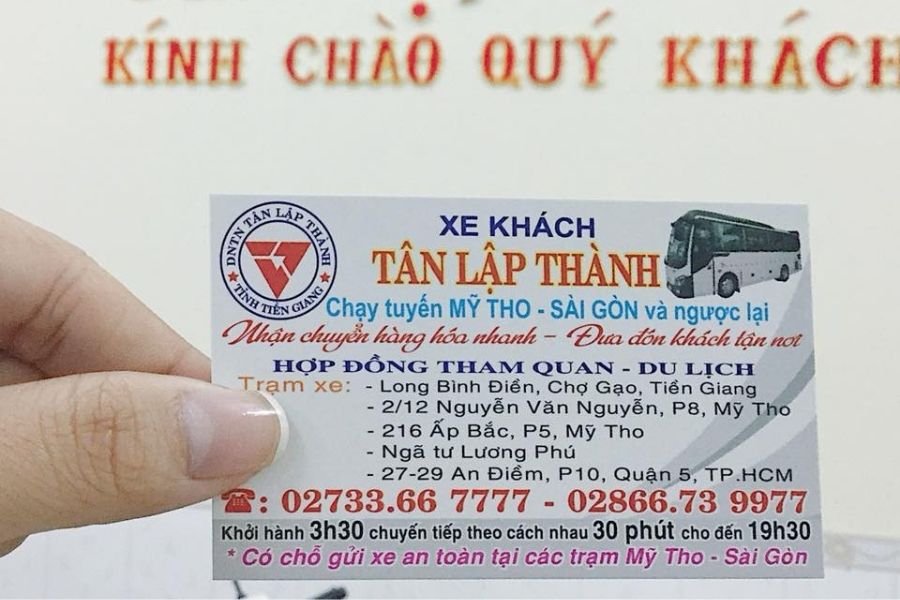 KÍNH CHÀO QUÝ KHÁCH
DNTN TÂN LẬP THÀNH
TỈNH TIỀN GIANG
XE KHÁCH
TÂN LẬP THÀNH
Chạy tuyến MỸ THO - SÀI GÒN và ngược lại
Nhận chuyển hàng hóa nhanh - Đưa đón khách tận nơi
HỢP ĐỒNG THAM QUAN - DU LỊCH
Trạm xe: - Long Bình Điền, Chợ Gạo, Tiền Giang
- 2/12 Nguyễn Văn Nguyễn, P8, Mỹ Tho
- 216 Ấp Bắc, P5, Mỹ Tho
- Ngã tư Lương Phú
- 27-29 An Điềm, P10, Quận 5, TP.HCM
☎: 02733.66 7777 - 02866.73 9977
Khởi hành 3h30 chuyến tiếp theo cách nhau 30 phút cho đến 19h30
* Có chỗ gửi xe an toàn tại các trạm Mỹ Tho - Sài Gòn